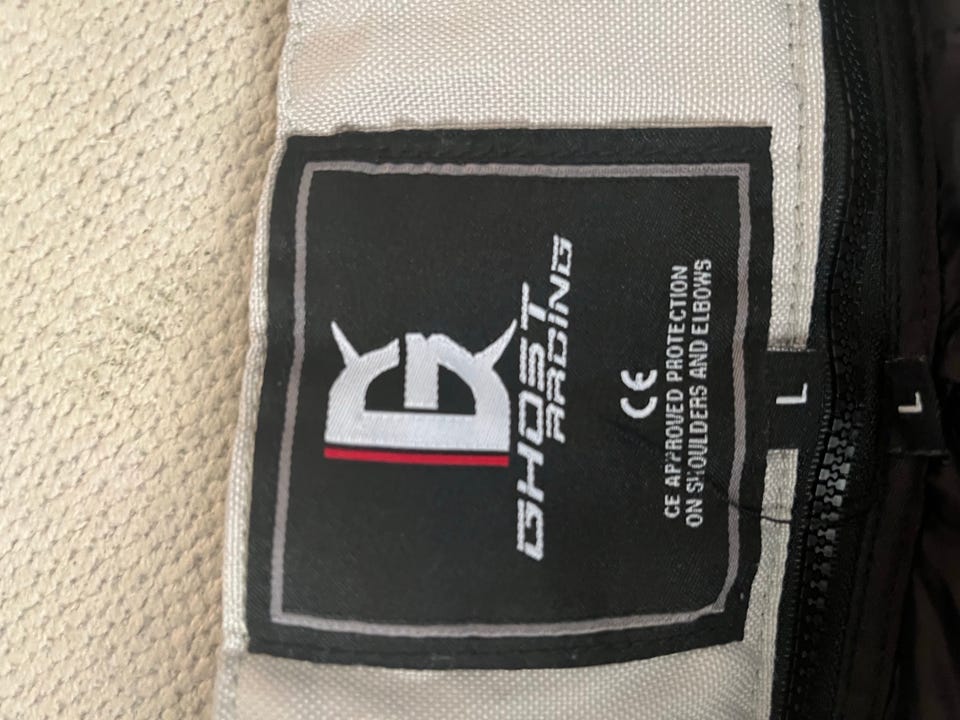 GHOST
RACING
CE
CE APPROVED PROTECTION
ON SHOULDERS AND ELBOWS
L
L